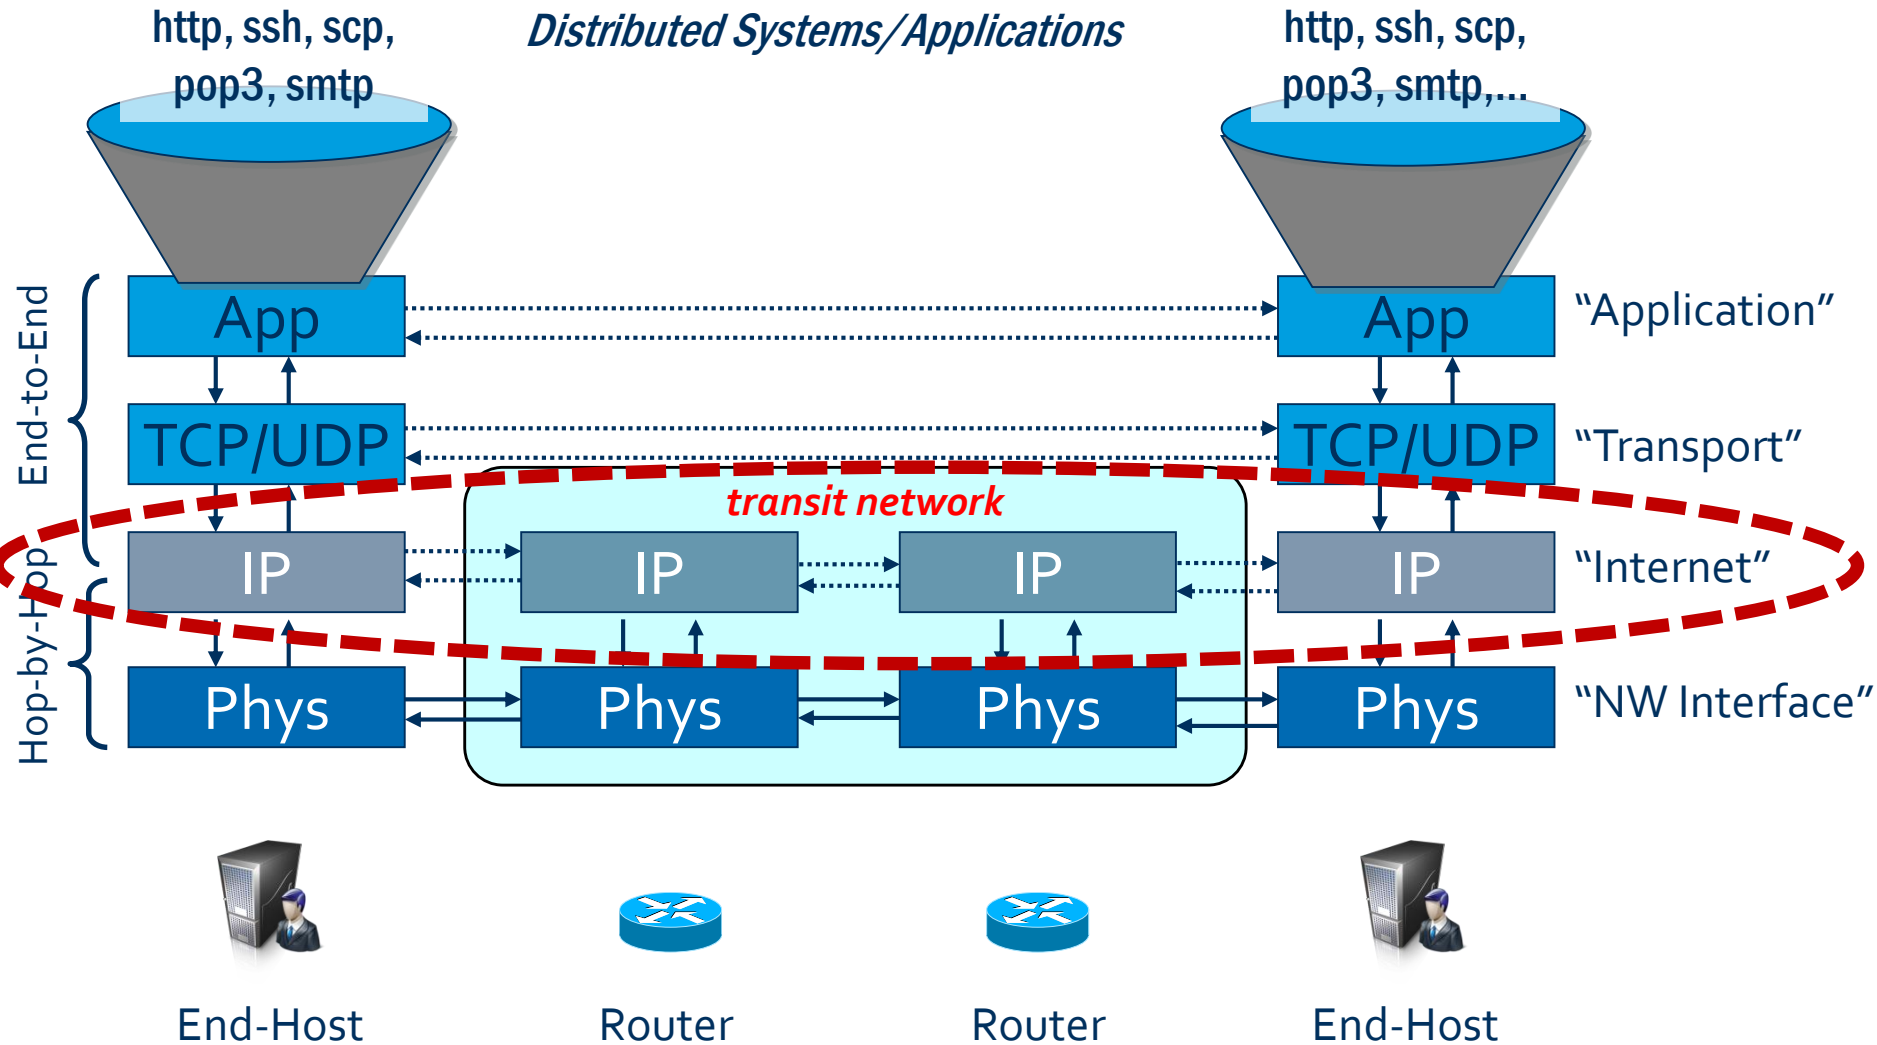 http, ssh, scp,
pop3, smtp
Distributed Systems/Applications
http, ssh, scp,
pop3, smtp,...
End-to-End
Hop-by-Hop
App
App
“Application”
TCP/UDP
TCP/UDP
“Transport”
transit network
IP
IP
IP
IP
“Internet”
Phys
Phys
Phys
Phys
“NW Interface”
End-Host
Router
Router
End-Host